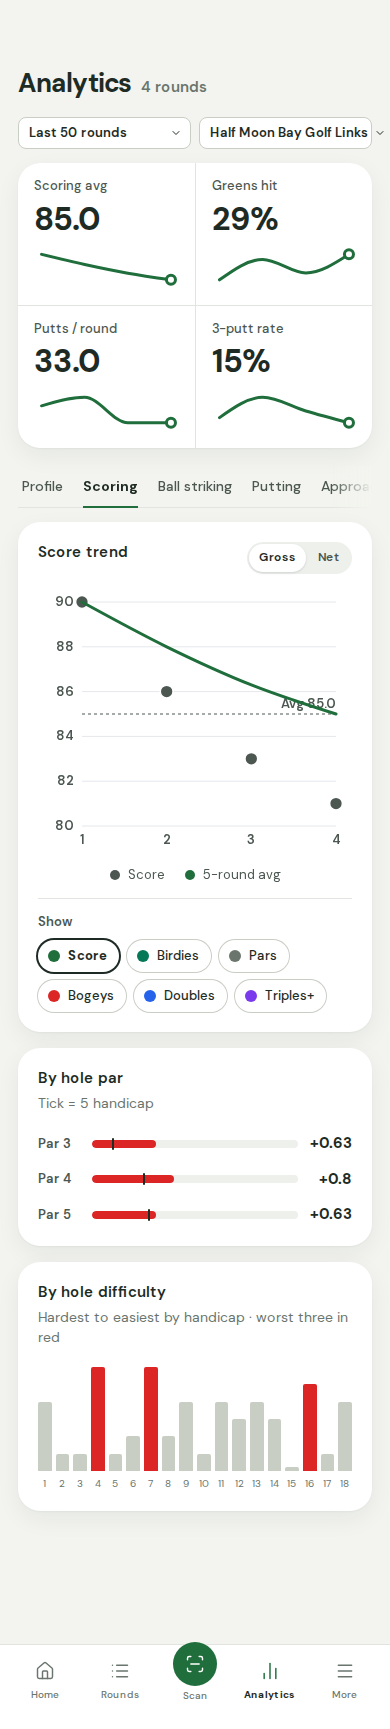 Analytics 4 rounds
Last 50 rounds Half Moon Bay Golf Links
Scoring avg Greens hit
85.0 29%
Putts / round 3-putt rate
33.0 15%
Profile Scoring Ball striking Putting Approa
Score trend Gross Net
90
88
86
Avg 85.0
84
82
80
1 2 3 4
Score 5-round avg
Show
Score Birdies Pars
Bogeys Doubles Triples+
By hole par
Tick = 5 handicap
Par 3 +0.63
Par 4 +0.8
Par 5 +0.63
By hole difficulty
Hardest to easiest by handicap · worst three in
red
1 2 3 4 5 6 7 8 9 10 11 12 13 14 15 16 17 18
Home Rounds Scan Analytics More